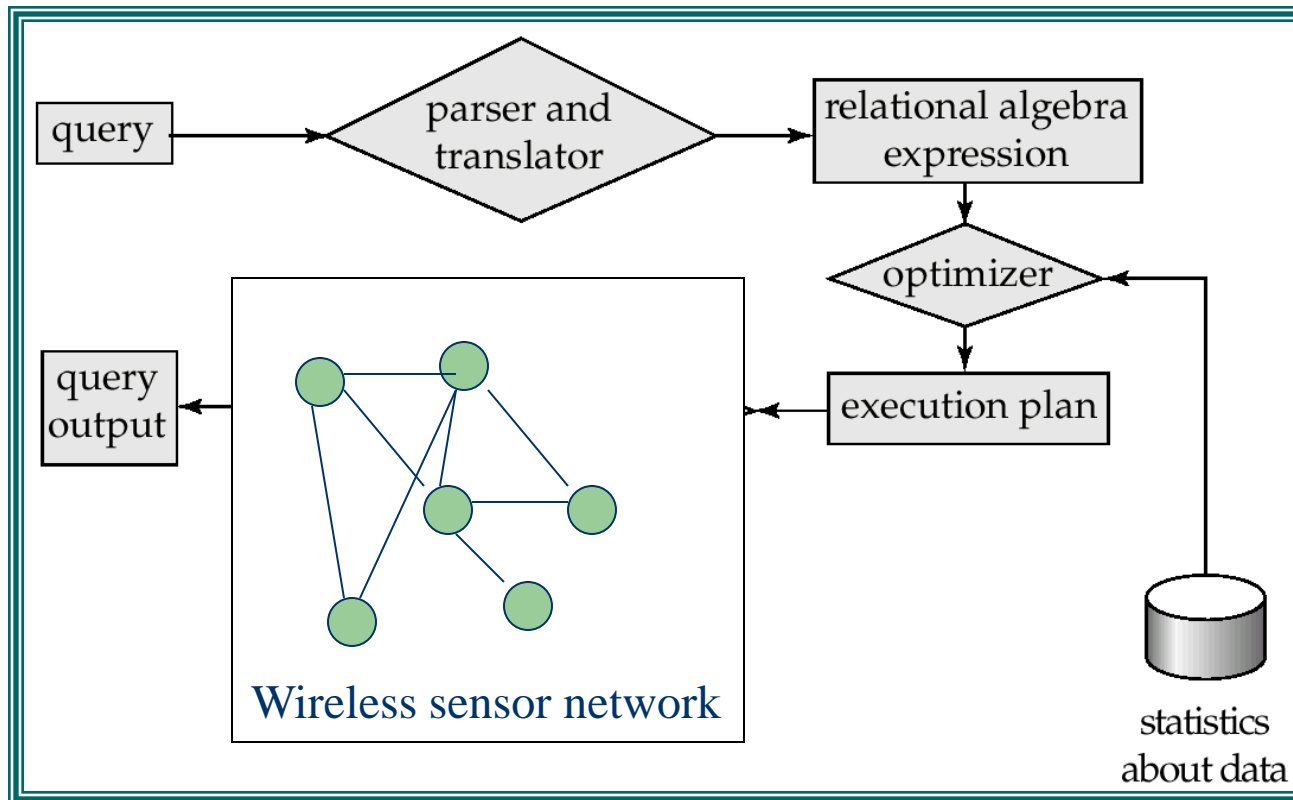 query
parser and
translator
relational algebra
expression
optimizer
query
output
execution plan
Wireless sensor network
statistics
about data